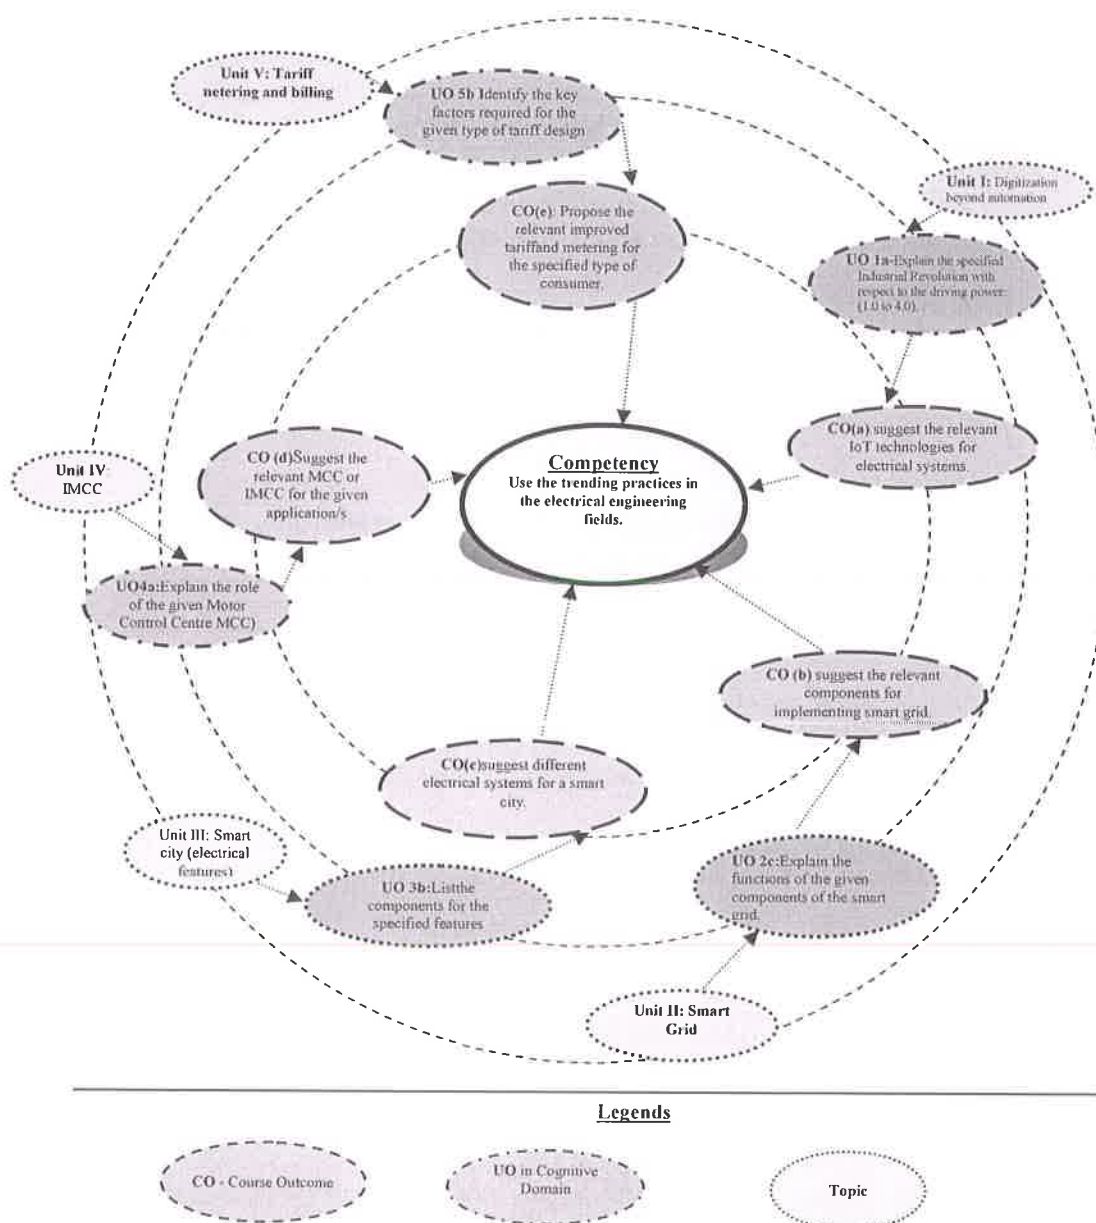 Unit V: Tariff
netering and billing
UO 5b Identify the key
factors required for the
given type of tariff design
Unit I: Digitization
beyond automation
CO(e): Propose the
relevant improved
tariffand metering for
the specified type of
consumer.
UO 1a-Explain the specified
Industrial Revolution with
respect to the driving power:
(1.0 to 4.0).
CO(a) suggest the relevant
IoT technologies for
electrical systems.
CO (d)Suggest the
relevant MCC or
IMCC for the given
application/s
Unit IV:
IMCC
Competency
Use the trending practices in
the electrical engineering
fields.
UO4a:Explain the role
of the given Motor
Control Centre MCC)
CO (b) suggest the relevant
components for
implementing smart grid.
CO(c)suggest different
electrical systems for a smart
city.
Unit III: Smart
city (electrical
features)
UO 3b:Listthe
components for the
specified features
UO 2c:Explain the
functions of the given
components of the smart
grid.
Unit II: Smart
Grid
Legends
CO - Course Outcome
UO in Cognitive
Domain
Topic